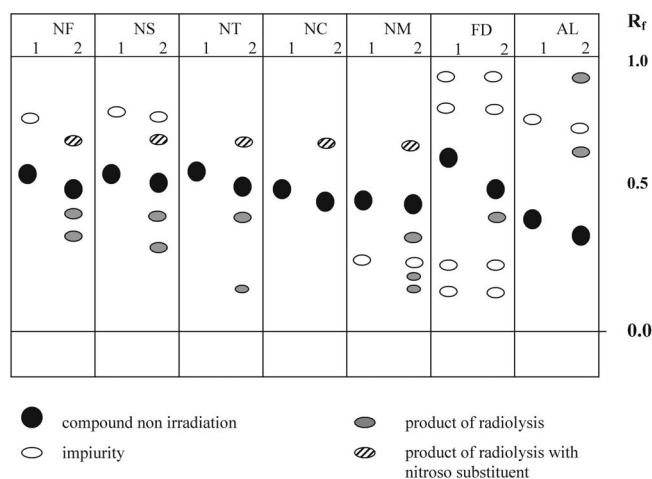 NF NS NT NC NM FD AL R_f
1 2 1 2 1 2 1 2 1 2 1 2 1 2
1.0
0.5
0.0
compound non irradiation
impiurity
product of radiolysis
product of radiolysis with
nitroso substituent